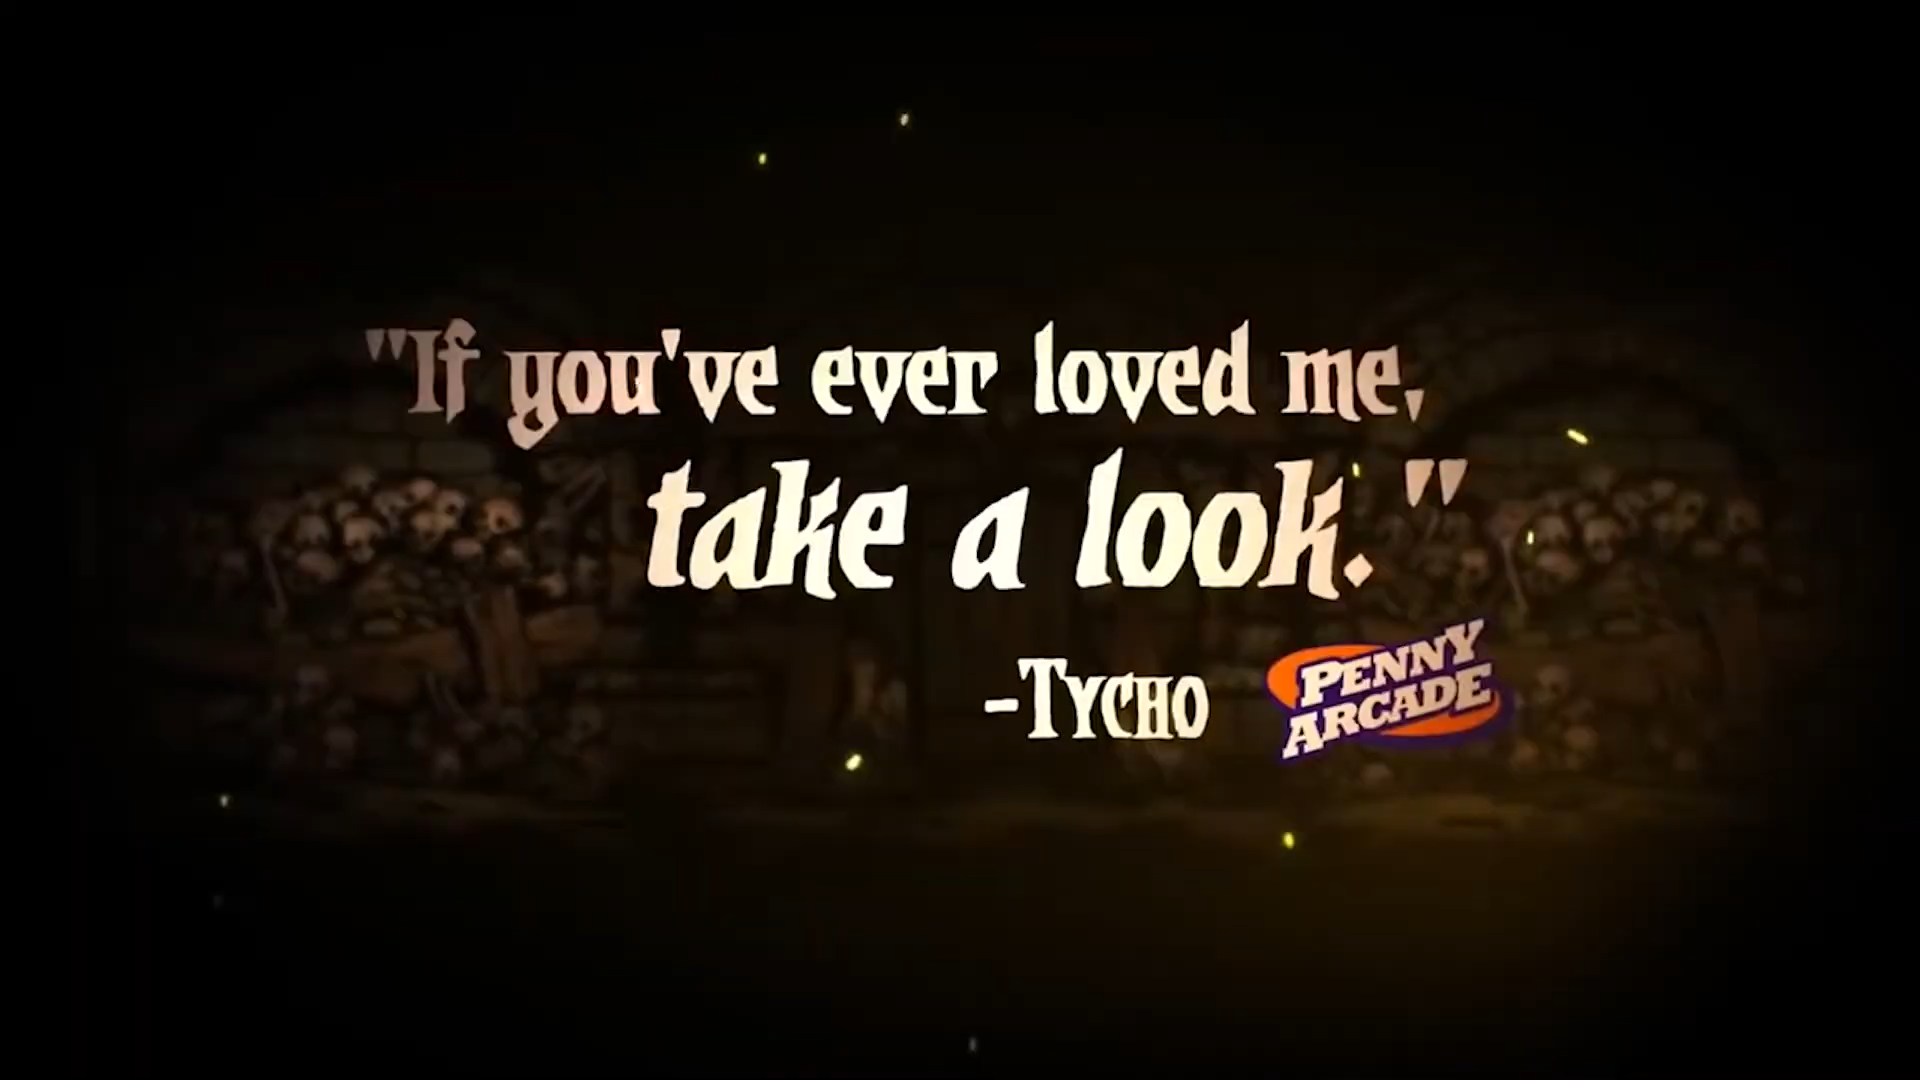 "If you've ever loved me,
take a look."
-TYCHO
PENNY
ARCADE